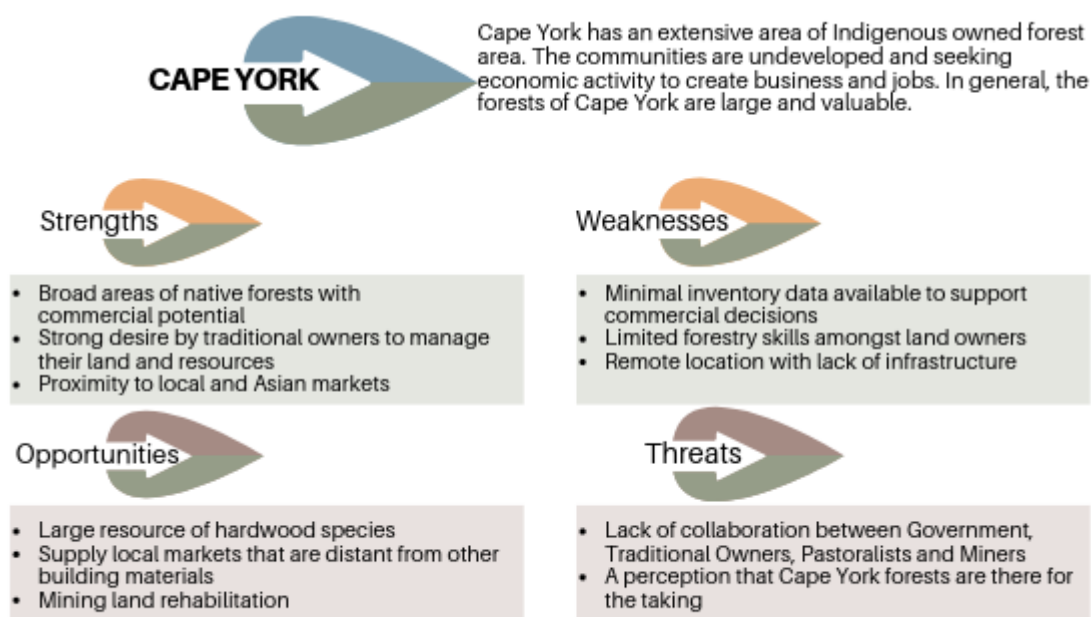 CAPE YORK
Cape York has an extensive area of Indigenous owned forest
area. The communities are undeveloped and seeking
economic activity to create business and jobs. In general, the
forests of Cape York are large and valuable.
Strengths
• Broad areas of native forests with
commercial potential
• Strong desire by traditional owners to manage
their land and resources
• Proximity to local and Asian markets
Weaknesses
• Minimal inventory data available to support
commercial decisions
• Limited forestry skills amongst land owners
• Remote location with lack of infrastructure
Opportunities
• Large resource of hardwood species
• Supply local markets that are distant from other
building materials
• Mining land rehabilitation
Threats
• Lack of collaboration between Government,
Traditional Owners, Pastoralists and Miners
• A perception that Cape York forests are there for
the taking